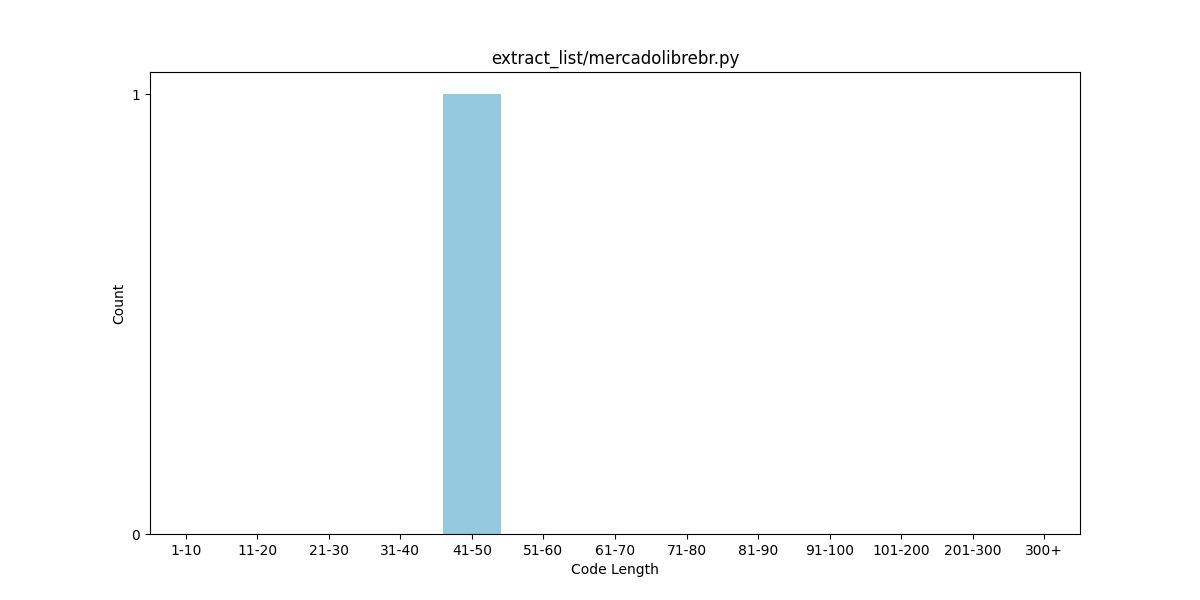 extract_list/mercadolibrebr.py
1
Count
0
1-10 11-20 21-30 31-40 41-50 51-60 61-70 71-80 81-90 91-100 101-200 201-300 300+
Code Length